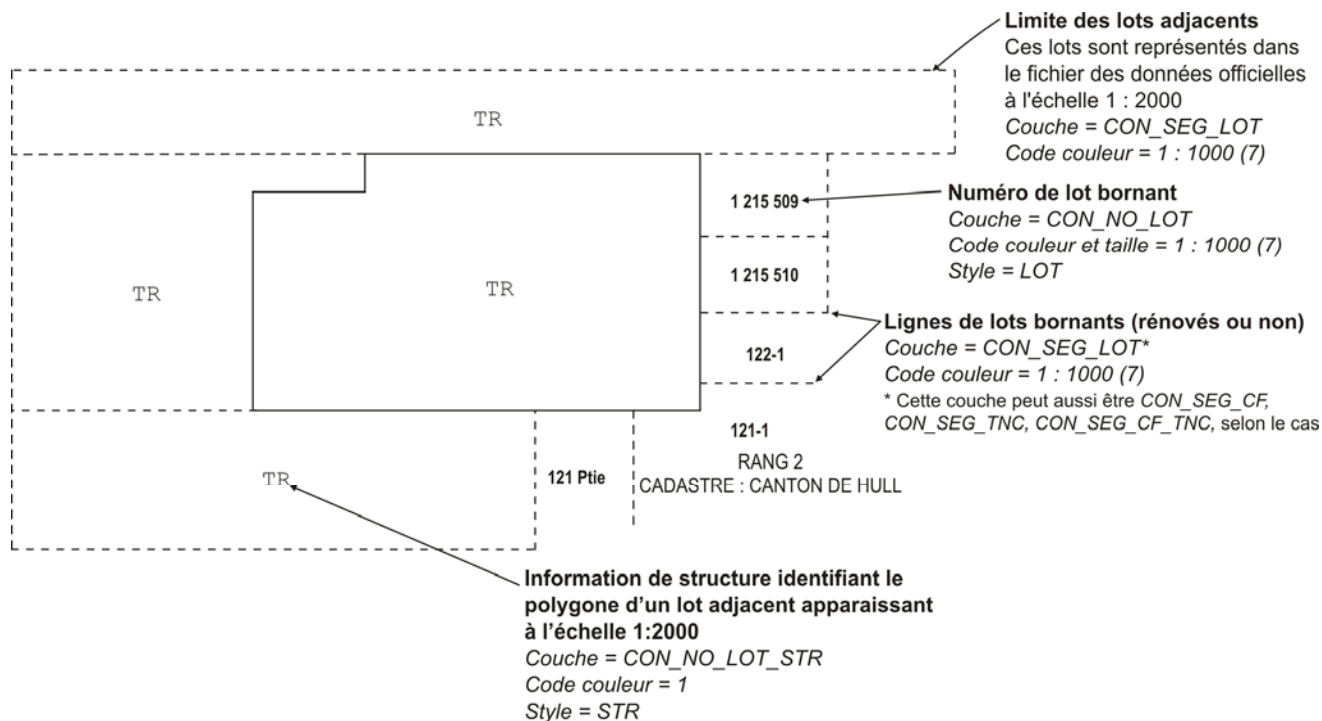 Limite des lots adjacents
Ces lots sont représentés dans
le fichier des données officielles
à l'échelle 1 : 2000
Couche = CON_SEG_LOT
Code couleur = 1 : 1000 (7)
TR
1 215 509
Numéro de lot bornant
Couche = CON_NO_LOT
Code couleur et taille = 1 : 1000 (7)
Style = LOT
TR
TR
1 215 510
122-1
Lignes de lots bornants (rénovés ou non)
Couche = CON_SEG_LOT*
Code couleur = 1 : 1000 (7)
* Cette couche peut aussi être CON_SEG_CF,
CON_SEG_TNC, CON_SEG_CF_TNC, selon le cas
121-1
RANG 2
CADASTRE : CANTON DE HULL
TR
121 Ptie
Information de structure identifiant le
polygone d’un lot adjacent apparaissant
à l’échelle 1:2000
Couche = CON_NO_LOT_STR
Code couleur = 1
Style = STR